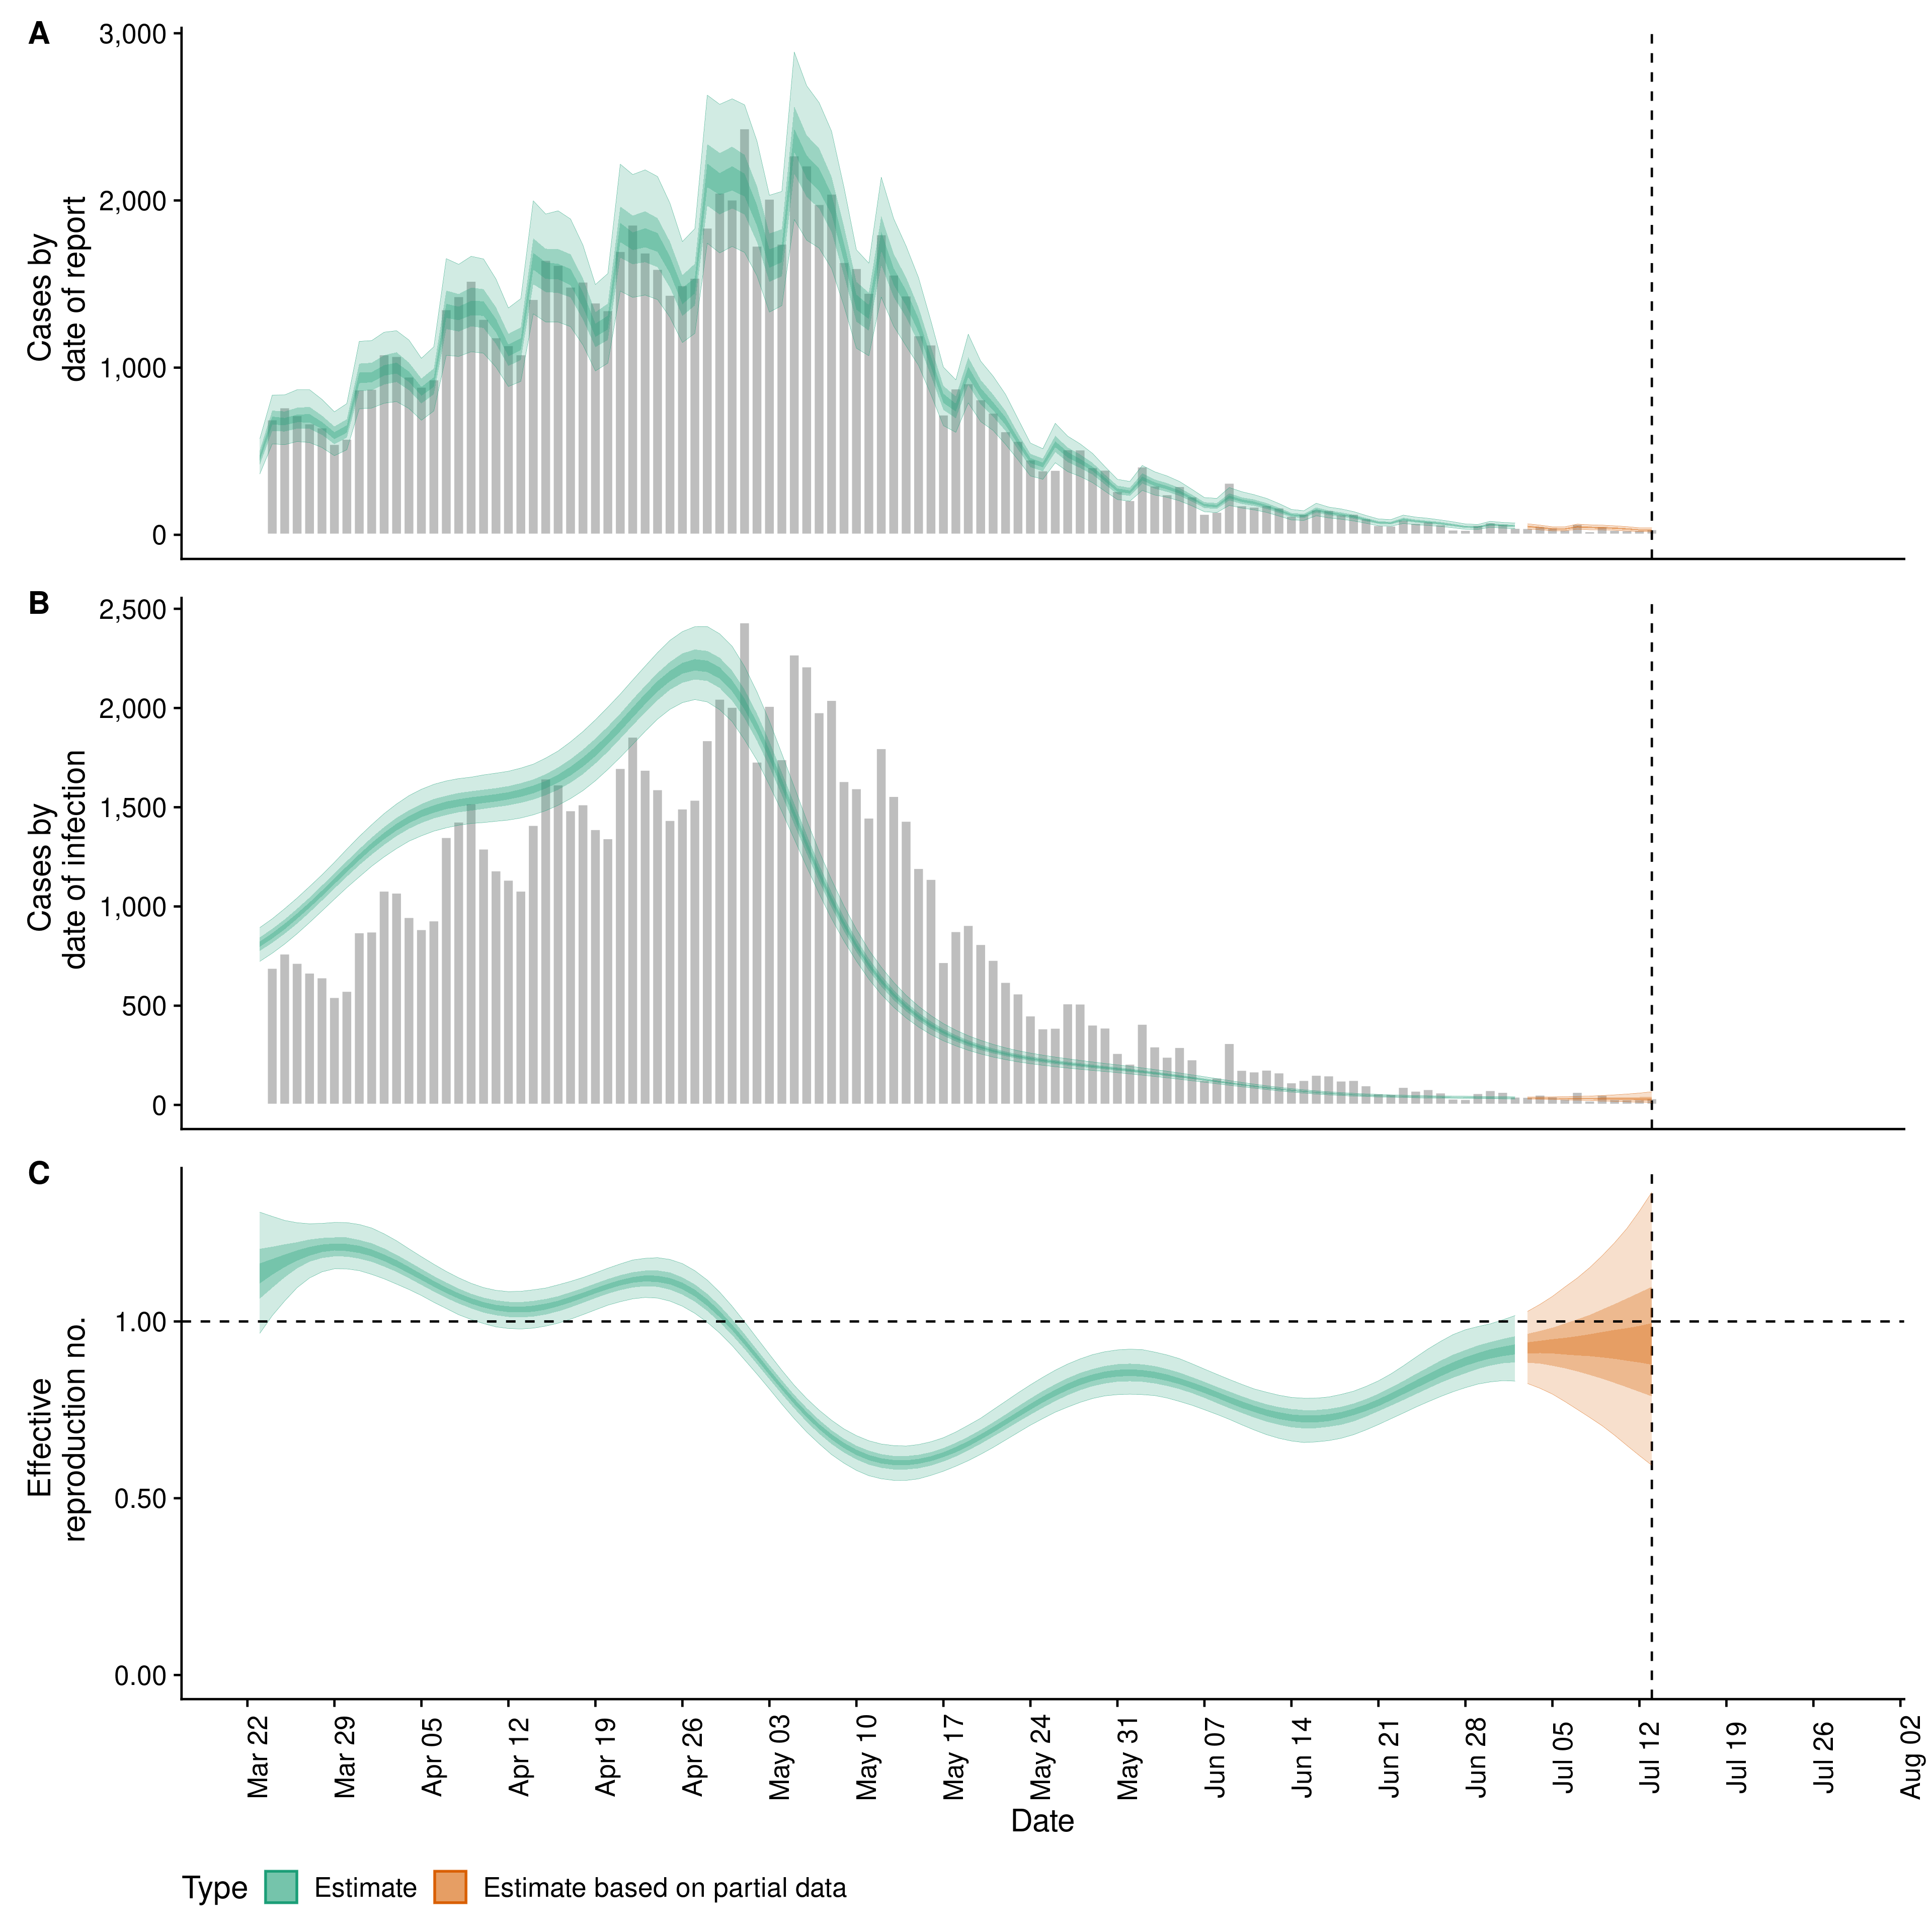 A
3,000
2,000
1,000
0
Cases by
date of report
B
2,500
2,000
1,500
1,000
500
0
Cases by
date of infection
C
1.00
0.50
0.00
Effective
reproduction no.
Mar 22
Mar 29
Apr 05
Apr 12
Apr 19
Apr 26
May 03
May 10
May 17
May 24
May 31
Jun 07
Jun 14
Jun 21
Jun 28
Jul 05
Jul 12
Jul 19
Jul 26
Aug 02
Date
Type Estimate Estimate based on partial data